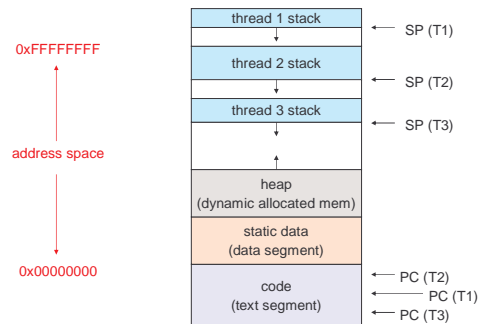 thread 1 stack
SP (T1)
0xFFFFFFFF
thread 2 stack
SP (T2)
thread 3 stack
SP (T3)
address space
heap
(dynamic allocated mem)
static data
(data segment)
0x00000000
code
(text segment)
PC (T2)
PC (T1)
PC (T3)